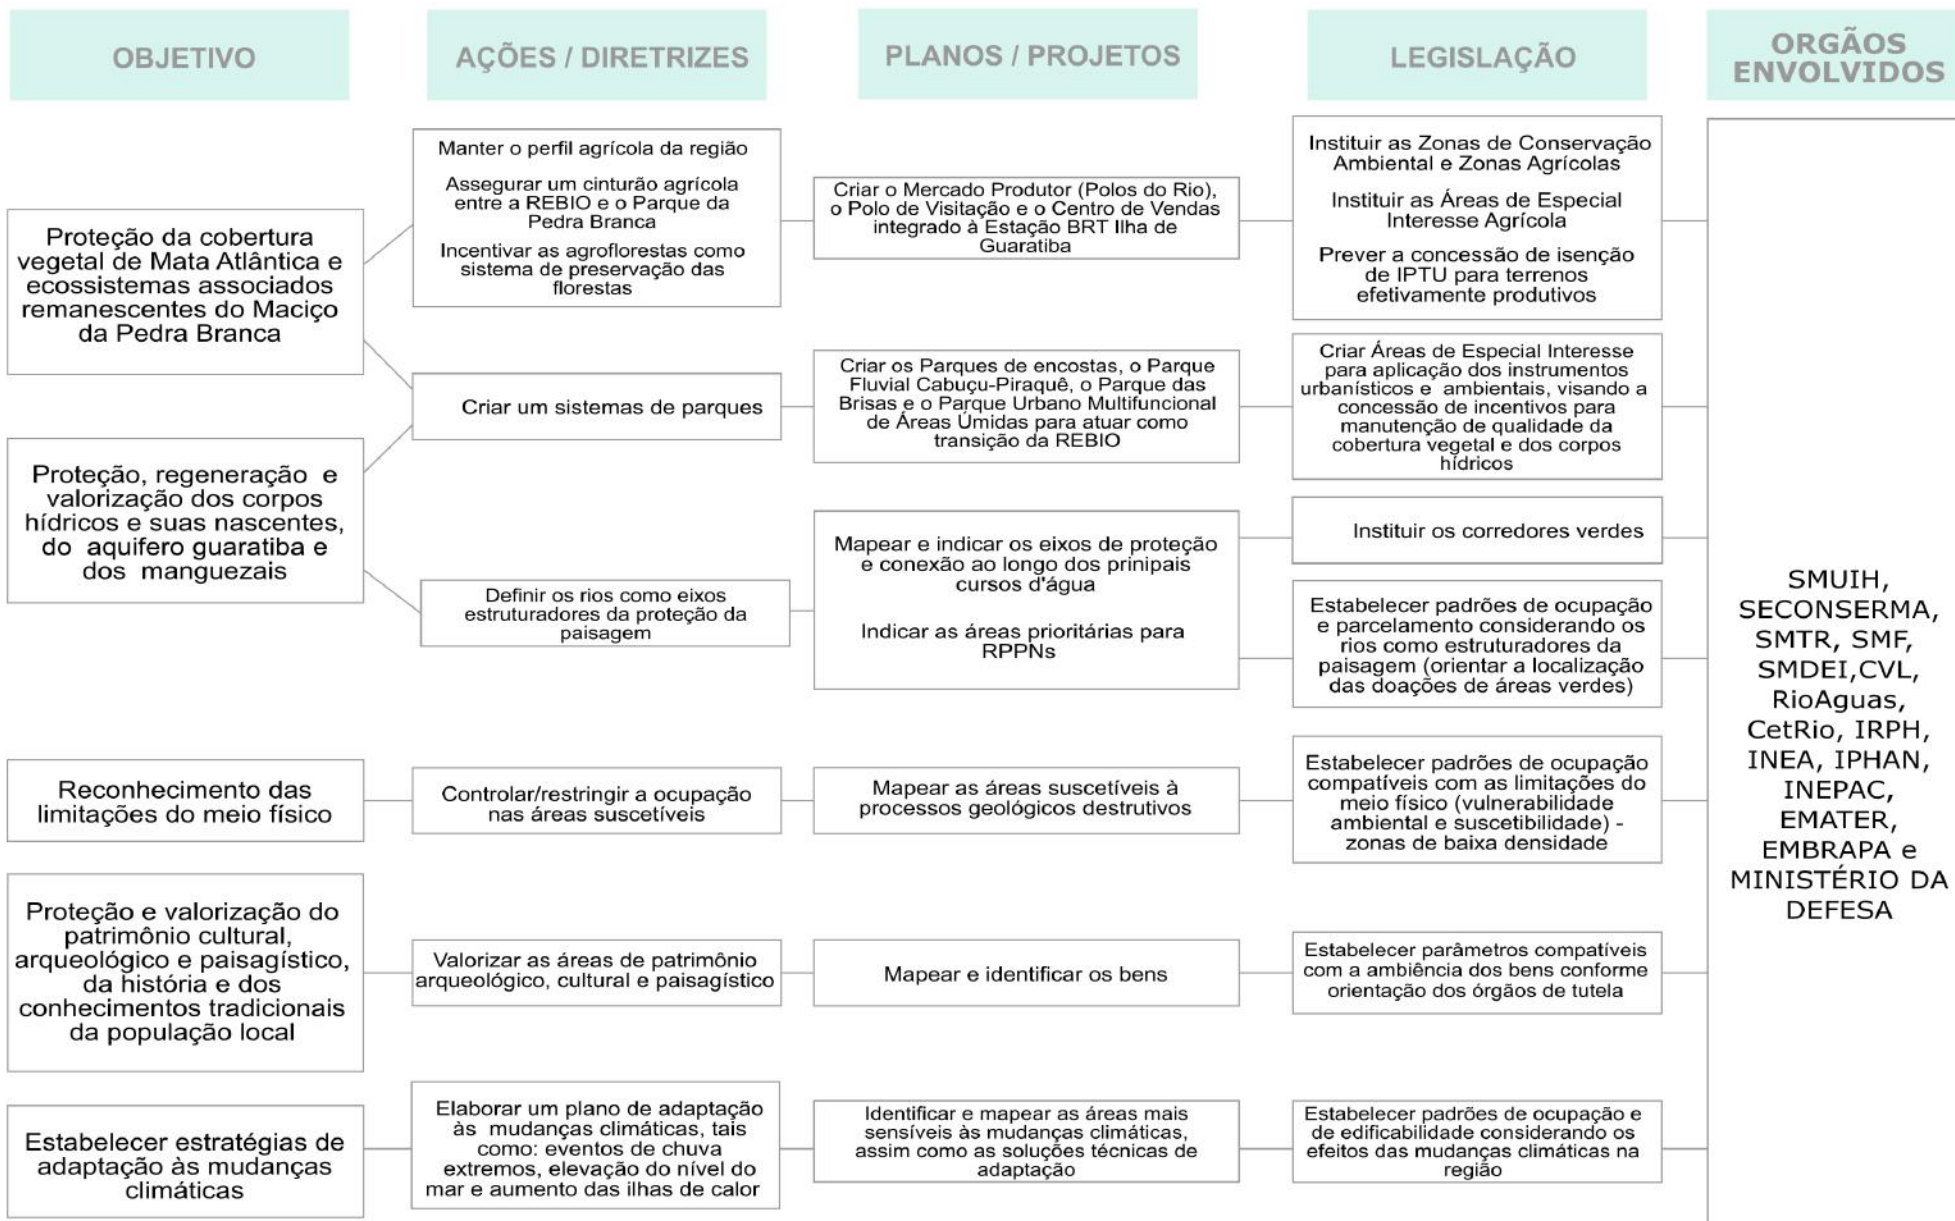 OBJETIVO
AÇÕES / DIRETRIZES
PLANOS / PROJETOS
LEGISLAÇÃO
ORGÃOS
ENVOLVIDOS
Proteção da cobertura
vegetal de Mata Atlântica e
ecossistemas associados
remanescentes do Maciço
da Pedra Branca
Manter o perfil agrícola da região
Assegurar um cinturão agrícola
entre a REBIO e o Parque da
Pedra Branca
Incentivar as agroflorestas como
sistema de preservação das
florestas
Criar o Mercado Produtor (Polos do Rio),
o Polo de Visitação e o Centro de Vendas
integrado à Estação BRT Ilha de
Guaratiba
Instituir as Zonas de Conservação
Ambiental e Zonas Agrícolas
Instituir as Áreas de Especial
Interesse Agrícola
Prever a concessão de isenção
de IPTU para terrenos
efetivamente produtivos
Criar um sistemas de parques
Criar os Parques de encostas, o Parque
Fluvial Cabuçu-Piraquê, o Parque das
Brisas e o Parque Urbano Multifuncional
de Áreas Úmidas para atuar como
transição da REBIO
Criar Áreas de Especial Interesse
para aplicação dos instrumentos
urbanísticos e ambientais, visando a
concessão de incentivos para
manutenção de qualidade da
cobertura vegetal e dos corpos
hídricos
Proteção, regeneração e
valorização dos corpos
hídricos e suas nascentes,
do aquifero guaratiba e
dos manguezais
Definir os rios como eixos
estruturadores da proteção da
paisagem
Mapear e indicar os eixos de proteção
e conexão ao longo dos prinipais
cursos d'água
Indicar as áreas prioritárias para
RPPNs
Instituir os corredores verdes
Estabelecer padrões de ocupação
e parcelamento considerando os
rios como estruturadores da
paisagem (orientar a localização
das doações de áreas verdes)
Reconhecimento das
limitações do meio físico
Controlar/restringir a ocupação
nas áreas suscetíveis
Mapear as áreas suscetíveis à
processos geológicos destrutivos
Estabelecer padrões de ocupação
compatíveis com as limitações do
meio físico (vulnerabilidade
ambiental e suscetibilidade) -
zonas de baixa densidade
Proteção e valorização do
patrimônio cultural,
arqueológico e paisagístico,
da história e dos
conhecimentos tradicionais
da população local
Valorizar as áreas de patrimônio
arqueológico, cultural e paisagístico
Mapear e identificar os bens
Estabelecer parâmetros compatíveis
com a ambiência dos bens conforme
orientação dos órgãos de tutela
Estabelecer estratégias de
adaptação às mudanças
climáticas
Elaborar um plano de adaptação
às mudanças climáticas, tais
como: eventos de chuva
extremos, elevação do nível do
mar e aumento das ilhas de calor
Identificar e mapear as áreas mais
sensíveis às mudanças climáticas,
assim como as soluções técnicas de
adaptação
Estabelecer padrões de ocupação e
de edificabilidade considerando os
efeitos das mudanças climáticas na
região
SMUIH,
SECONSERMA,
SMTR, SMF,
SMDEI,CVL,
RioAguas,
CetRio, IRPH,
INEA, IPHAN,
INEPAC,
EMATER,
EMBRAPA e
MINISTÉRIO DA
DEFESA